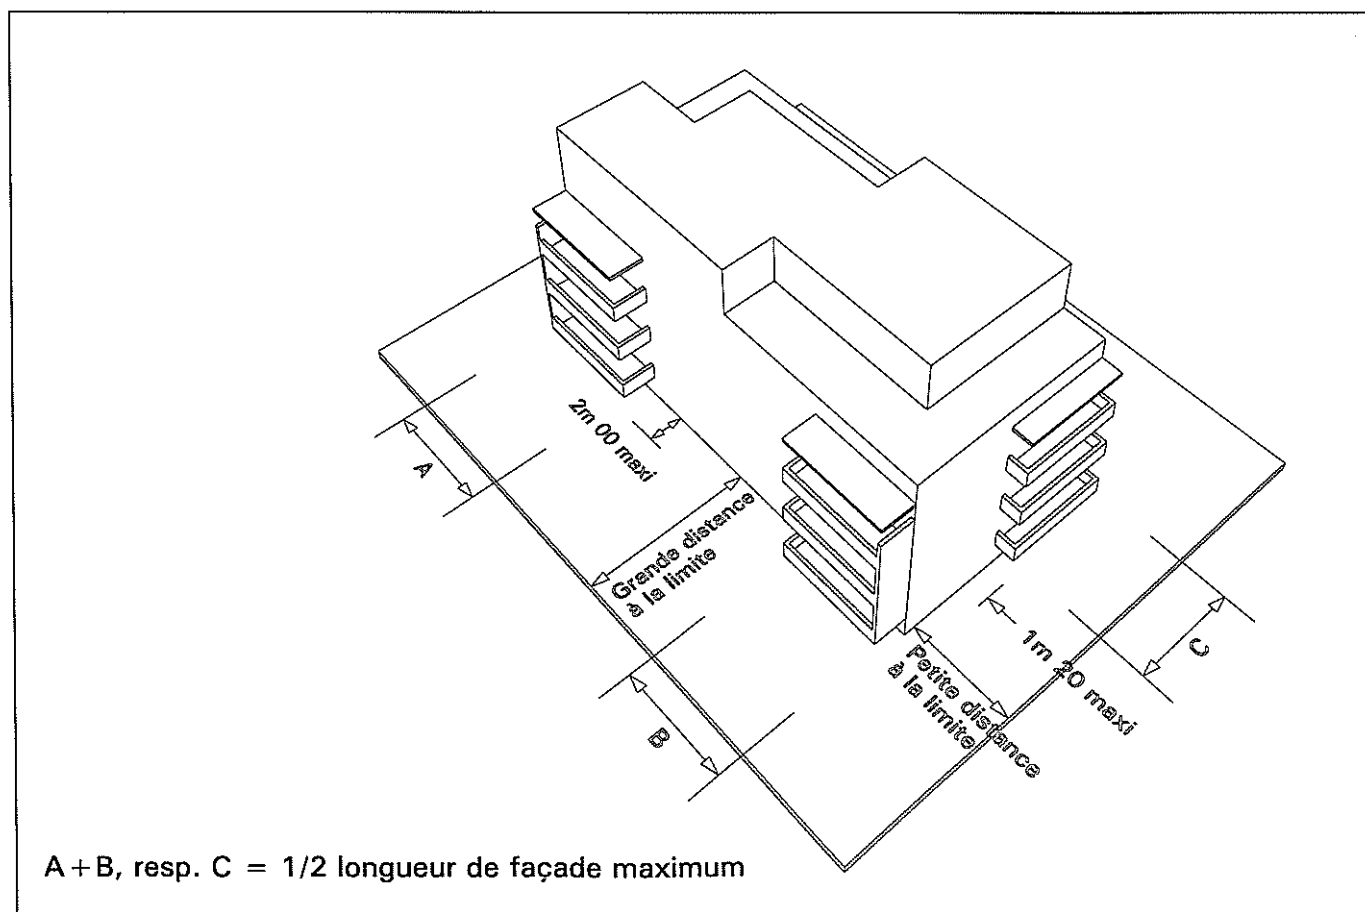 2m 00 maxi
A
Grande distance
à la limite
B
Petite distance
à la limite
1m 20 maxi
C
A+B, resp. C = 1/2 longueur de façade maximum